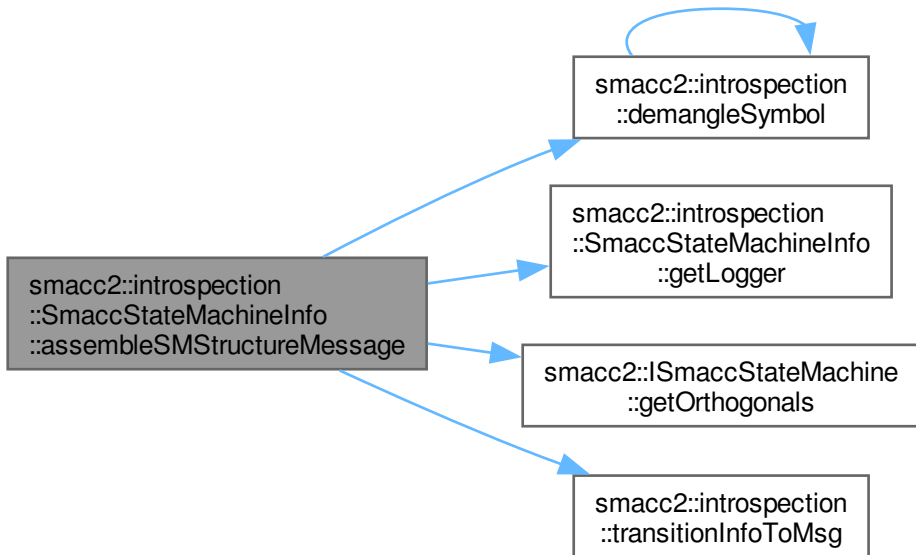 smacc2::introspection
::demangleSymbol
smacc2::introspection
::SmaccStateMachineInfo
::getLogger
smacc2::introspection
::SmaccStateMachineInfo
::assembleSMStructureMessage
smacc2::ISmaccStateMachine
::getOrthogonals
smacc2::introspection
::transitionInfoToMsg